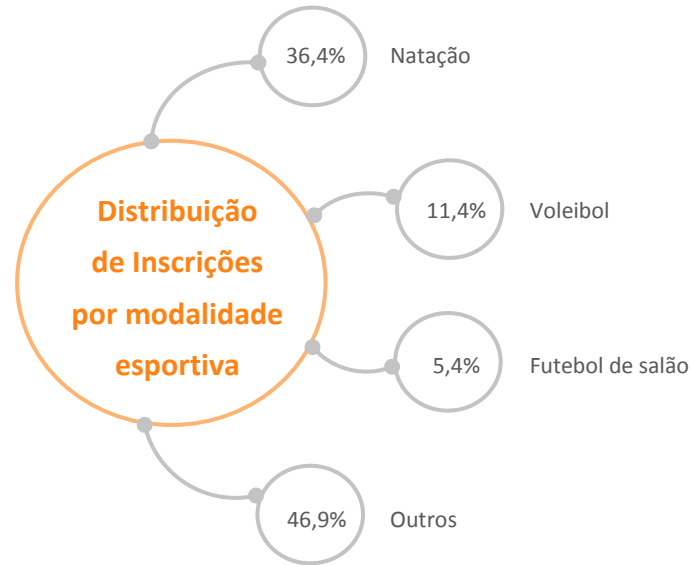 36,4% Natação
Distribuição
de Inscrições
por modalidade
esportiva
11,4% Voleibol
5,4% Futebol de salão
46,9% Outros